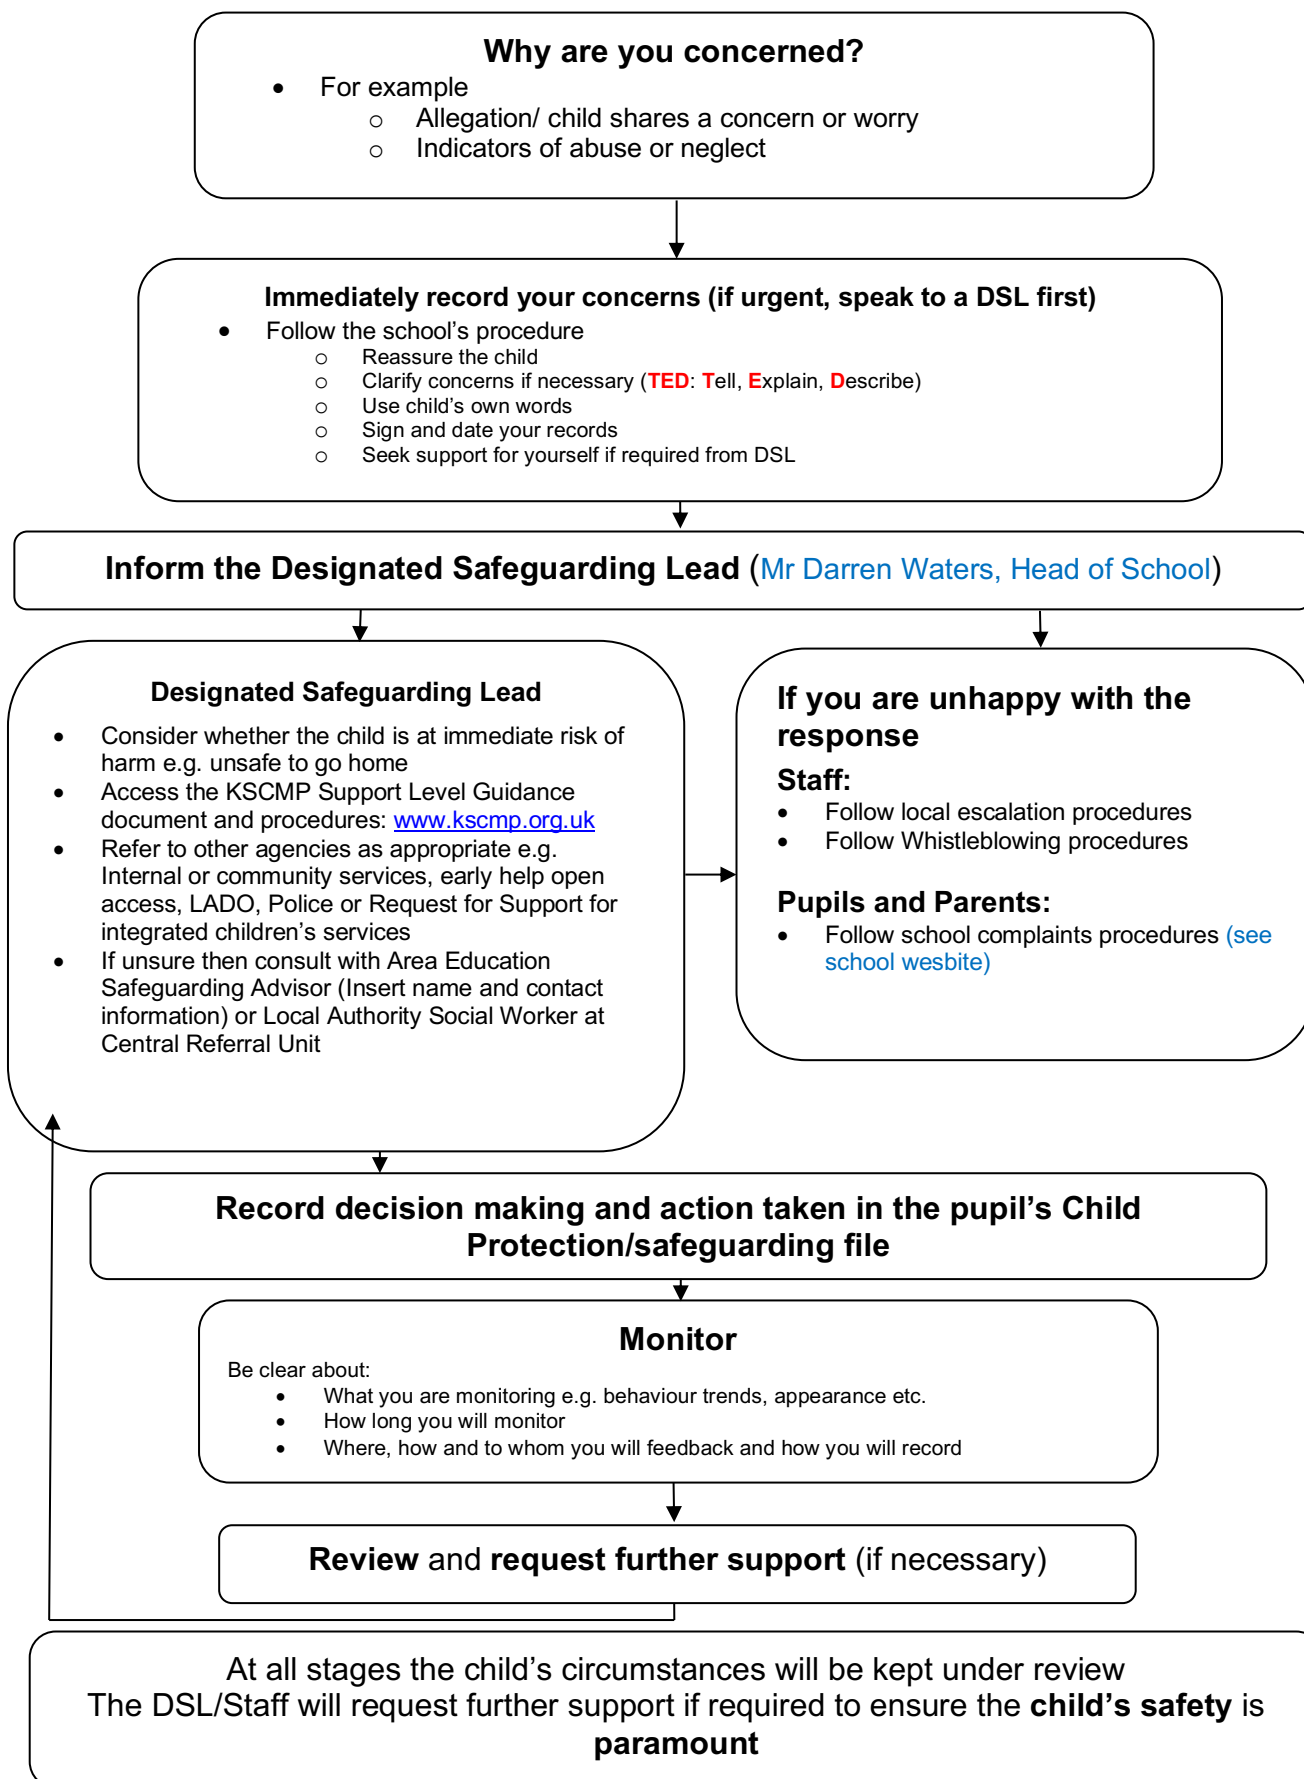 Why are you concerned?
• For example
o Allegation/ child shares a concern or worry
o Indicators of abuse or neglect
Immediately record your concerns (if urgent, speak to a DSL first)
• Follow the school’s procedure
o Reassure the child
o Clarify concerns if necessary (TED: Tell, Explain, Describe)
o Use child’s own words
o Sign and date your records
o Seek support for yourself if required from DSL
Inform the Designated Safeguarding Lead (Mr Darren Waters, Head of School)
Designated Safeguarding Lead
• Consider whether the child is at immediate risk of
harm e.g. unsafe to go home
• Access the KSCMP Support Level Guidance
document and procedures: www.kscmp.org.uk
• Refer to other agencies as appropriate e.g.
Internal or community services, early help open
access, LADO, Police or Request for Support for
integrated children’s services
• If unsure then consult with Area Education
Safeguarding Advisor (Insert name and contact
information) or Local Authority Social Worker at
Central Referral Unit
If you are unhappy with the
response
Staff:
• Follow local escalation procedures
• Follow Whistleblowing procedures
Pupils and Parents:
• Follow school complaints procedures (see
school wesbite)
Record decision making and action taken in the pupil’s Child
Protection/safeguarding file
Monitor
Be clear about:
• What you are monitoring e.g. behaviour trends, appearance etc.
• How long you will monitor
• Where, how and to whom you will feedback and how you will record
Review and request further support (if necessary)
At all stages the child’s circumstances will be kept under review
The DSL/Staff will request further support if required to ensure the child’s safety is
paramount